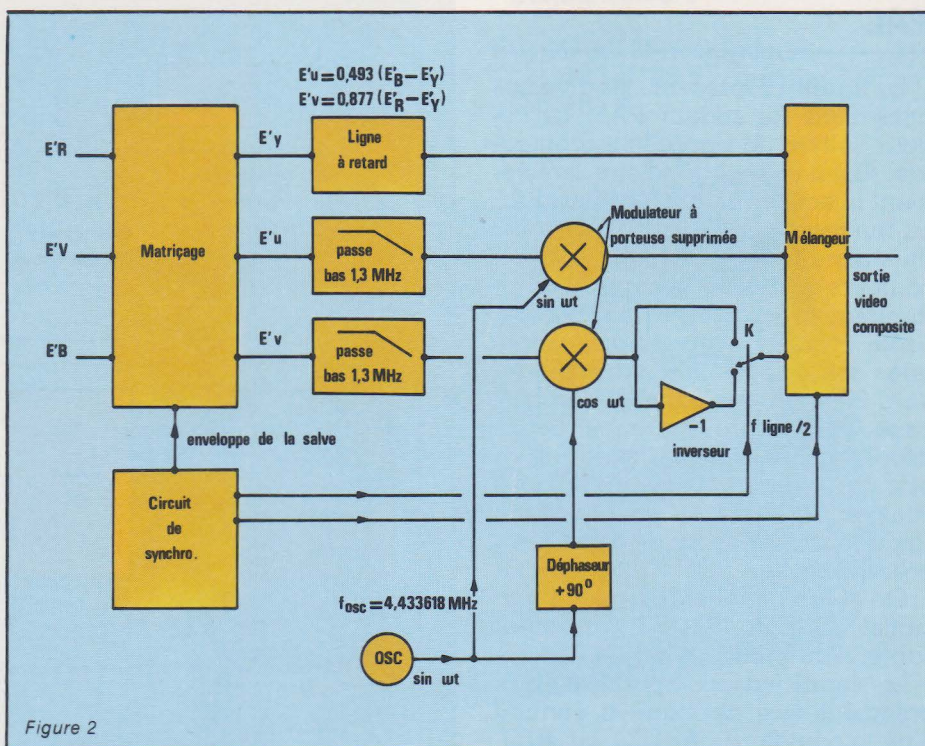 E'u = 0,493 (E'B – E'Y)
E'v = 0,877 (E'R – E'Y)
E'R
E'V
E'B
Matriçage
E'y
E'u
E'v
Ligne
à retard
passe
bas 1,3 MHz
passe
bas 1,3 MHz
Modulateur à
porteuse supprimée
sin ωt
cos ωt
K
-1
inverseur
f ligne/2
Mélangeur
sortie
video
composite
enveloppe de la salve
Circuit
de
synchro.
Déphaseur
+90°
fosc = 4,433618 MHz
OSC
sin ωt
Figure 2